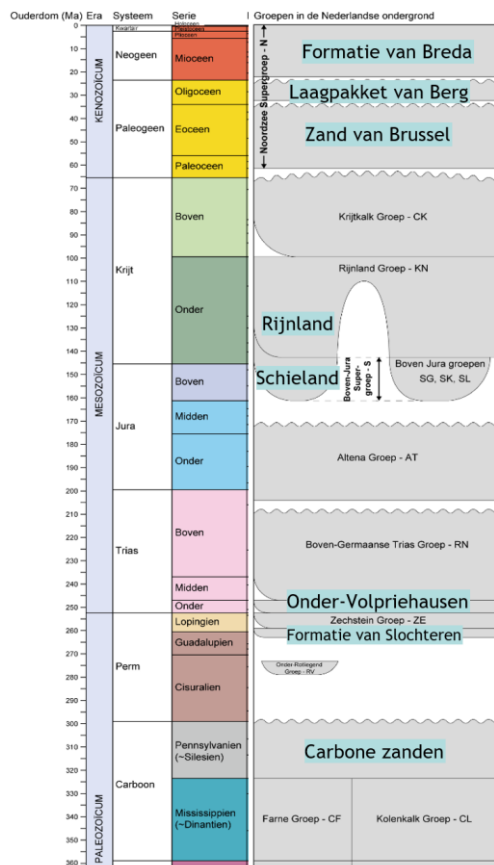 Ouderdom (Ma) Era Systeem Serie Groepen in de Nederlandse ondergrond
0
10
20
30
40
50
60
70
80
90
100
110
120
130
140
150
160
170
180
190
200
210
220
230
240
250
260
270
280
290
300
310
320
330
340
350
360
KENOZOÏCUM
MESOZOÏCUM
PALEOZOÏCUM
Kwartair
Neogeen
Paleogeen
Krijt
Jura
Trias
Perm
Carboon
Holoceen
Pleistoceen
Plioceen
Mioceen
Oligoceen
Eoceen
Paleoceen
Boven
Onder
Boven
Midden
Onder
Boven
Midden
Onder
Lopingien
Guadalupien
Cisuralien
Pennsylvanien
(~Silesien)
Mississippien
(~Dinantien)
Noordzee Supergroep - N
Formatie van Breda
Laagpakket van Berg
Zand van Brussel
Krijtkalk Groep - CK
Rijnland Groep - KN
Rijnland
Schieland
Boven-Jura
Super-
groep - S
Boven Jura groepen
SG, SK, SL
Altena Groep - AT
Boven-Germaanse Trias Groep - RN
Onder-Volpriehausen
Zechstein Groep - ZE
Formatie van Slochteren
Onder-Rotliegend
Groep - RV
Carbone zanden
Farne Groep - CF
Kolenkalk Groep - CL